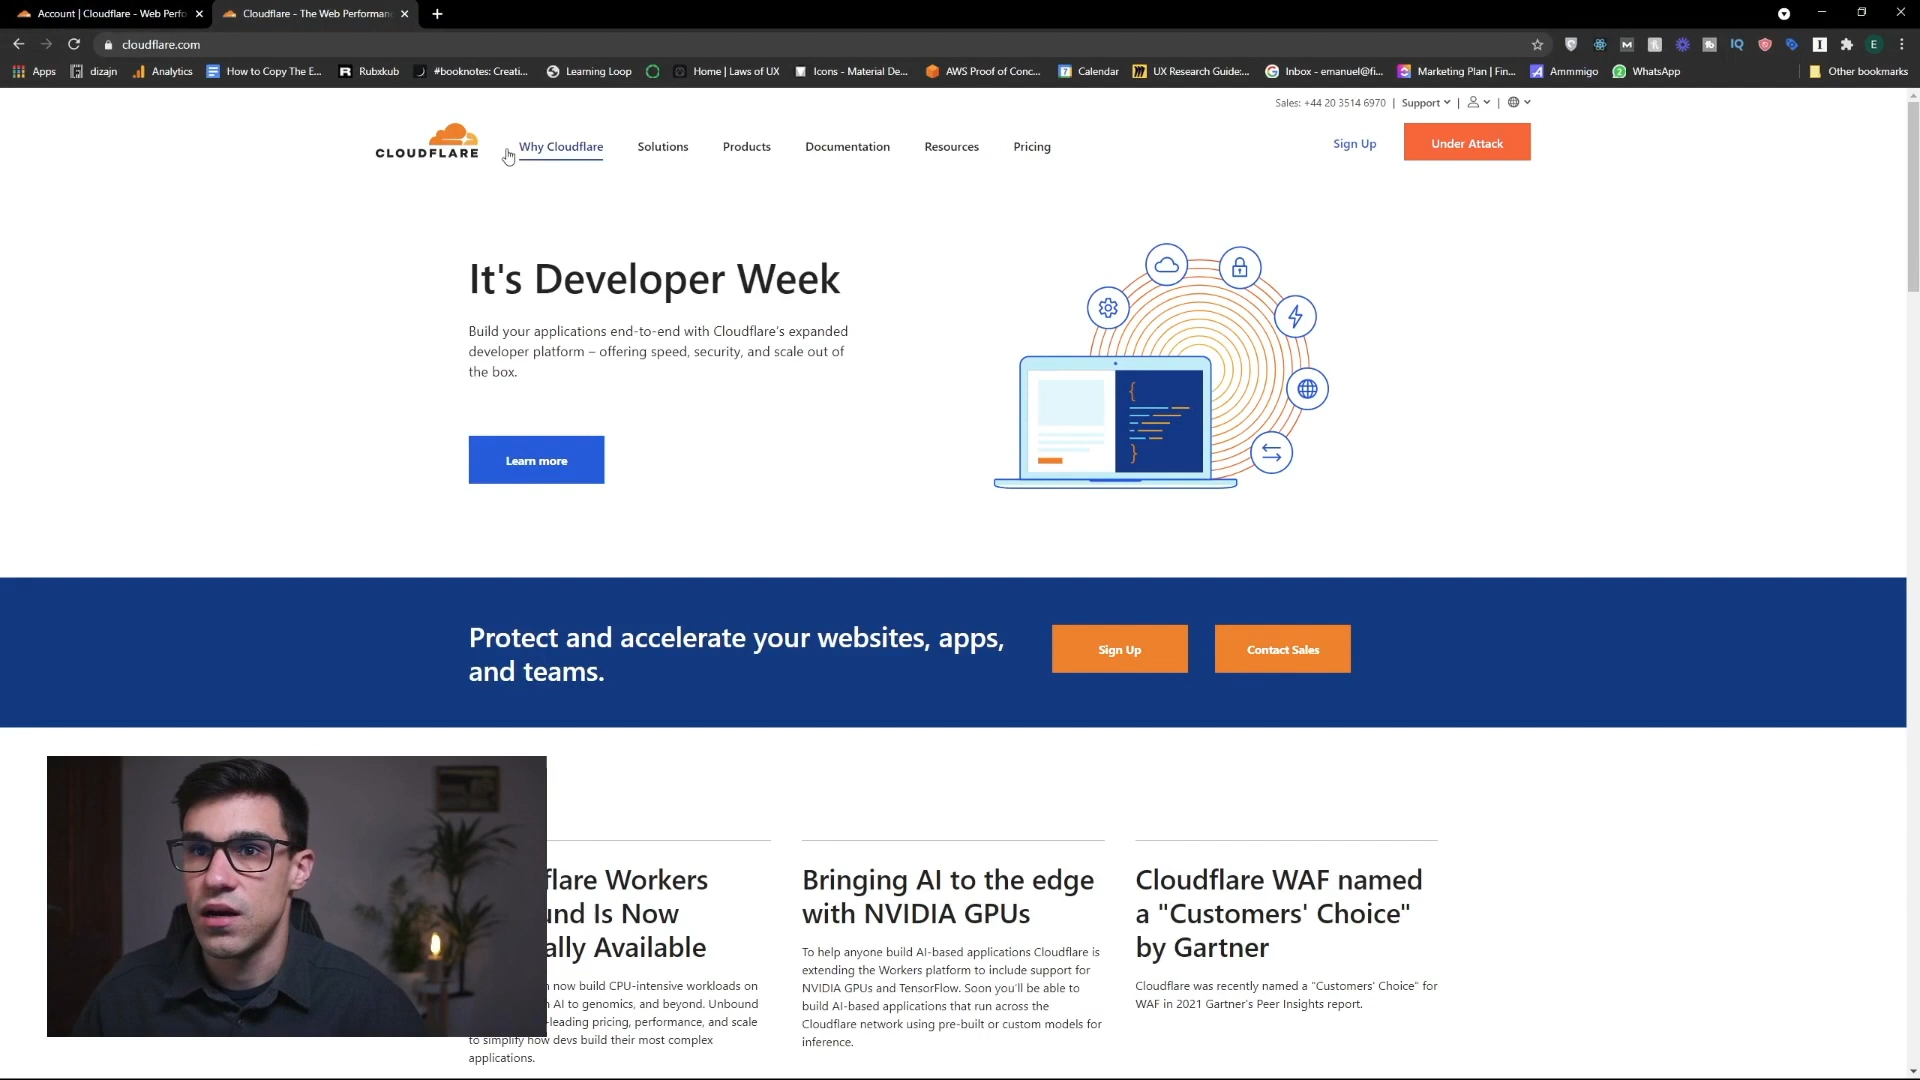 Account | Cloudflare - Web Perfo
Cloudflare - The Web Performan
cloudflare.com
Apps
dizajn
Analytics
How to Copy The E...
Rubxkub
#booknotes: Creati...
Learning Loop
Home | Laws of UX
Icons - Material De...
AWS Proof of Conc...
Calendar
UX Research Guide:...
Inbox - emanuel@fi...
Marketing Plan | Fin...
Ammmigo
WhatsApp
Other bookmarks
Sales: +44 20 3514 6970 | Support
CLOUDFLARE
Why Cloudflare
Solutions
Products
Documentation
Resources
Pricing
Sign Up
Under Attack
It's Developer Week
Build your applications end-to-end with Cloudflare's expanded
developer platform – offering speed, security, and scale out of
the box.
Learn more
Protect and accelerate your websites, apps,
and teams.
Sign Up
Contact Sales
flare Workers
nd Is Now
ally Available
now build CPU-intensive workloads on
AI to genomics, and beyond. Unbound
-leading pricing, performance, and scale
to simplify how devs build their most complex
applications.
Bringing AI to the edge
with NVIDIA GPUs
To help anyone build AI-based applications Cloudflare is
extending the Workers platform to include support for
NVIDIA GPUs and TensorFlow. Soon you'll be able to
build AI-based applications that run across the
Cloudflare network using pre-built or custom models for
inference.
Cloudflare WAF named
a "Customers' Choice"
by Gartner
Cloudflare was recently named a "Customers' Choice" for
WAF in 2021 Gartner's Peer Insights report.